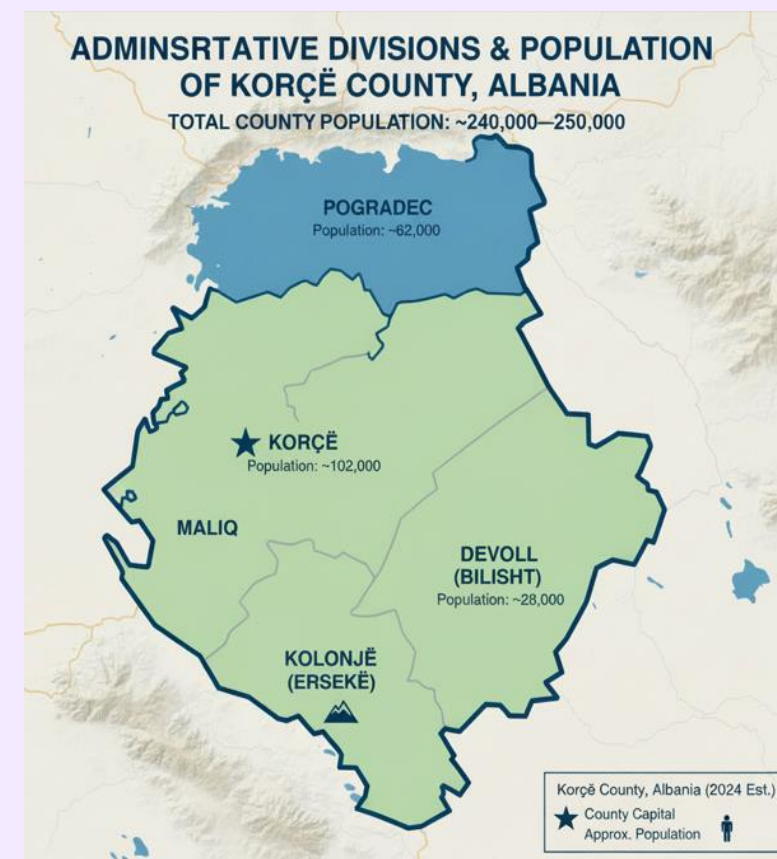 ADMINSRTATIVE DIVISIONS & POPULATION
OF KORÇË COUNTY, ALBANIA
TOTAL COUNTY POPULATION: ~240,000—250,000
POGRADEC
Population: ~62,000
KORÇË
Population: ~102,000
MALIQ
DEVOLL
(BILISHT)
Population: ~28,000
KOLONJË
(ERSEKË)
Korçë County, Albania (2024 Est.)
County Capital
Approx. Population